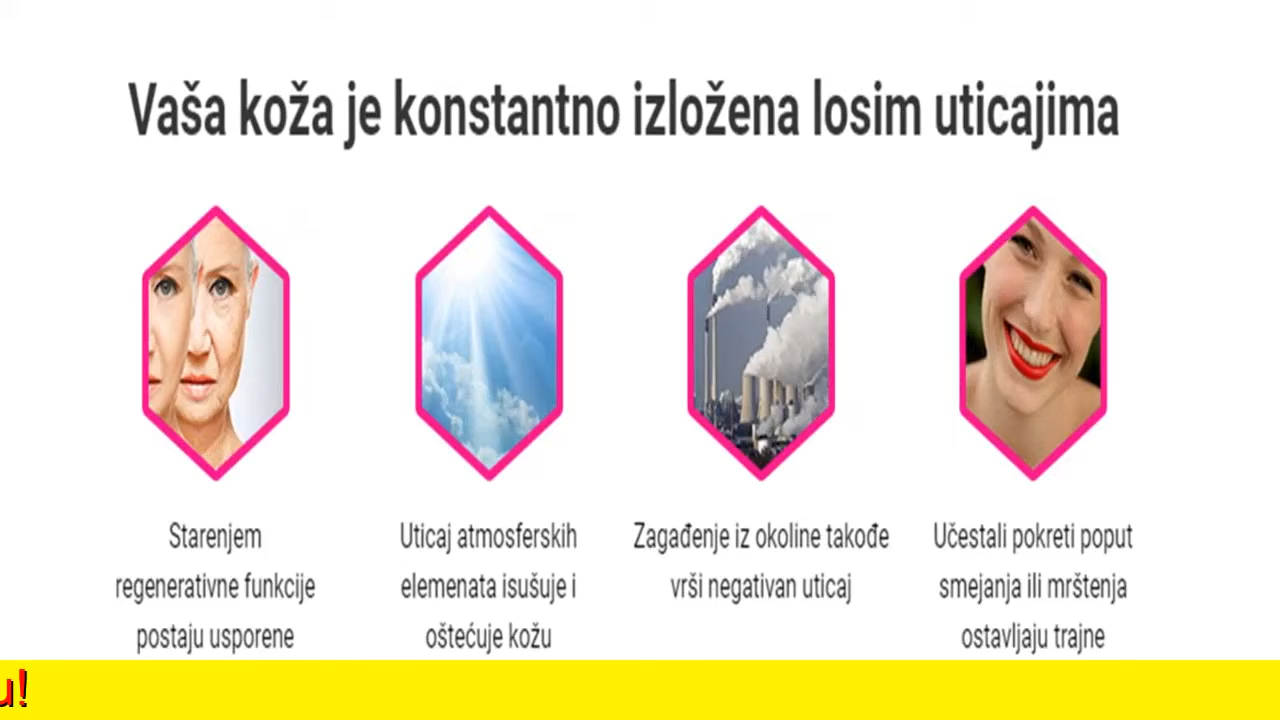 Vaša koža je konstantno izložena losim uticajima
Starenjem
regenerativne funkcije
postaju usporene
Uticaj atmosferskih
elemenata isušuje i
oštećuje kožu
Zagađenje iz okoline takođe
vrši negativan uticaj
Učestali pokreti poput
smejanja ili mrštenja
ostavljaju trajne
u!